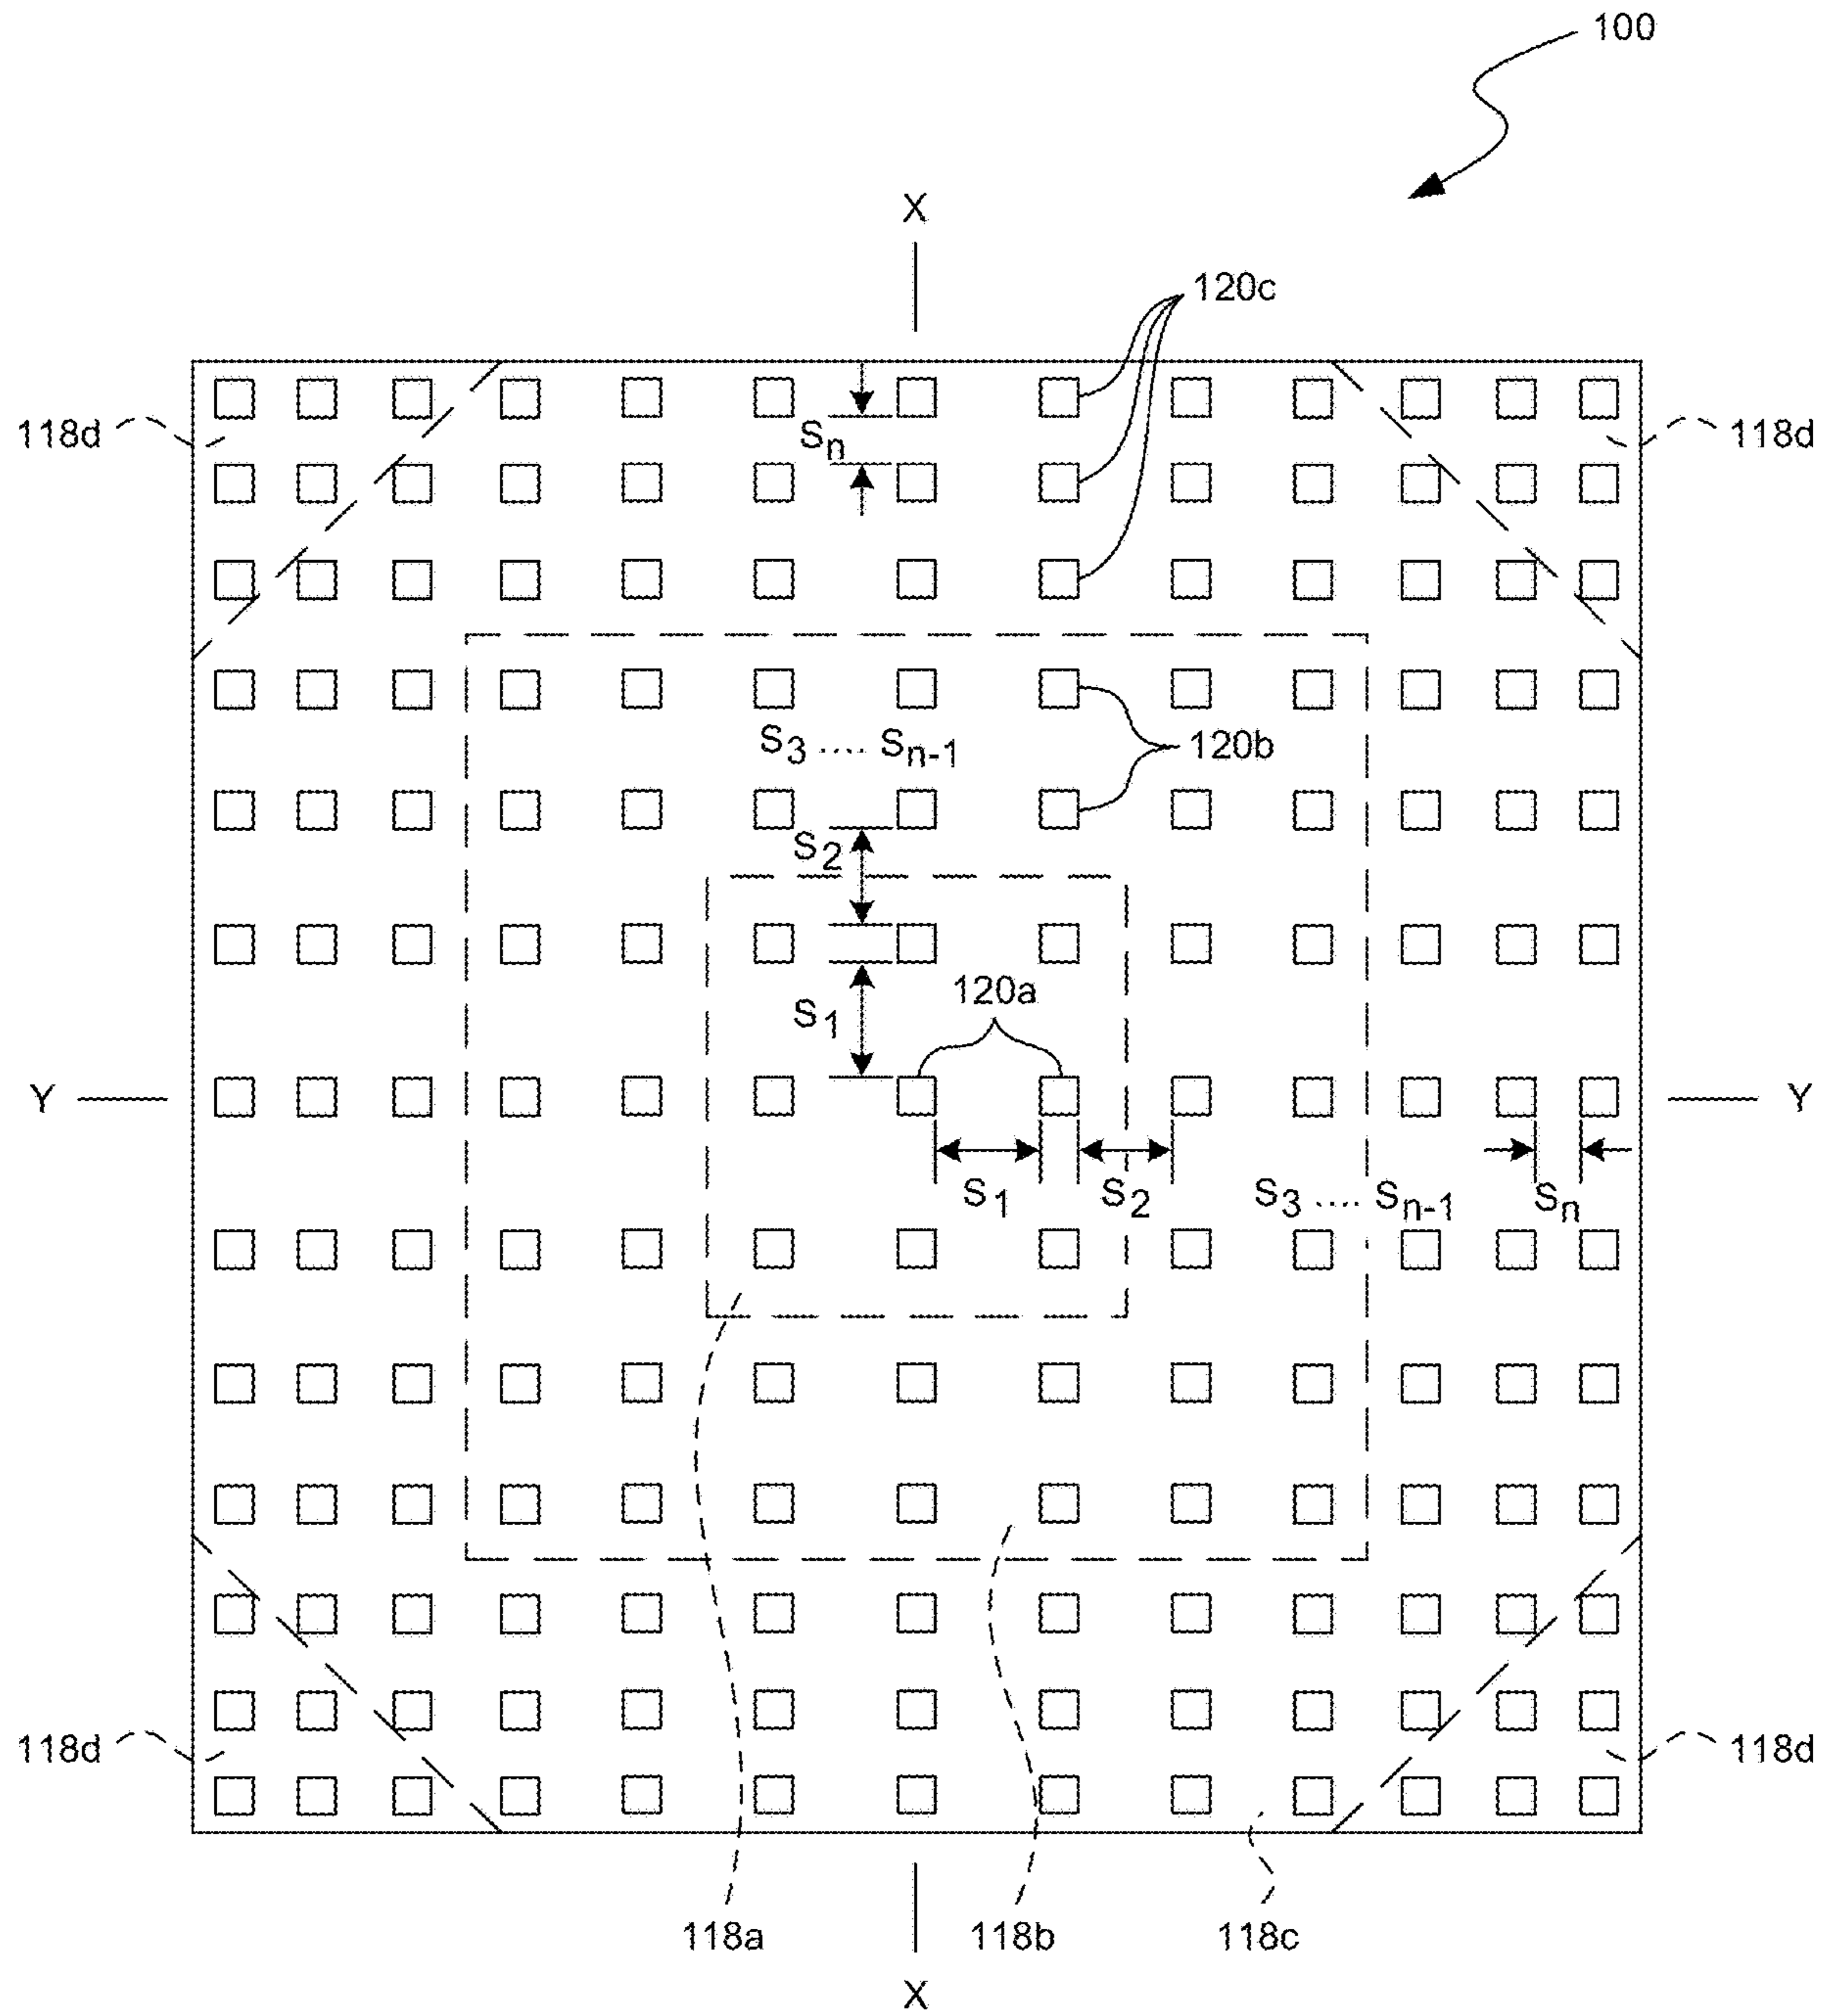 100
X
120c
118d
Sn
118d
S3 .... Sn-1
120b
S2
S1
120a
Y
Y
S1
S2
S3 .... Sn-1
Sn
118d
118d
118a
118b
118c
X